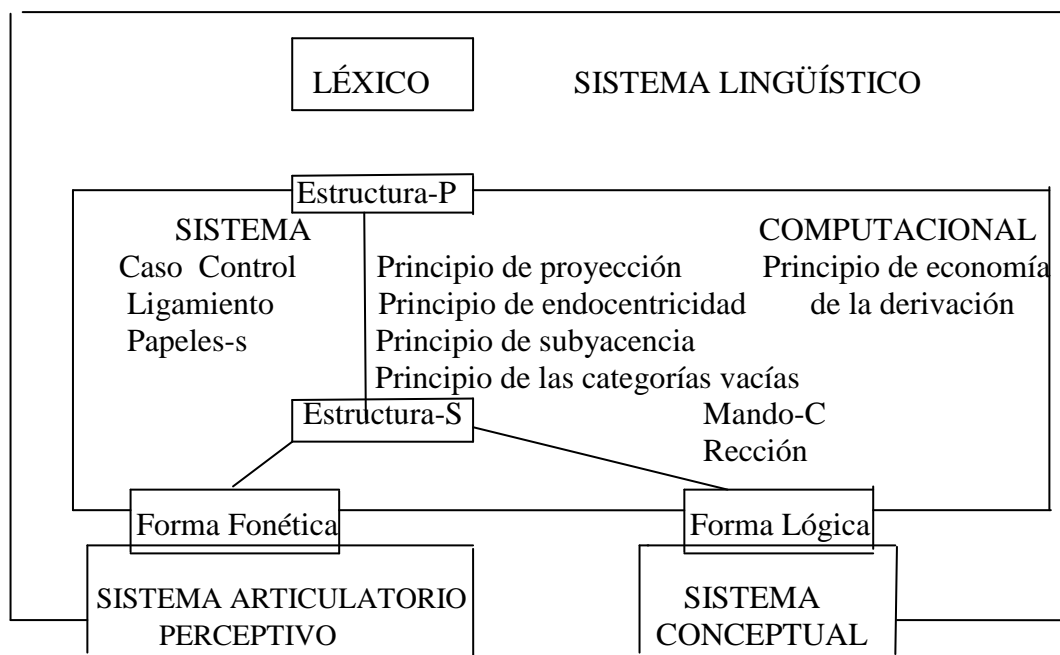 LÉXICO SISTEMA LINGÜÍSTICO
Estructura-P
SISTEMA COMPUTACIONAL
Caso Control Principio de proyección Principio de economía
Ligamiento Principio de endocentricidad de la derivación
Papeles-s Principio de subyacencia
Principio de las categorías vacías
Estructura-S Mando-C
Rección
Forma Fonética Forma Lógica
SISTEMA ARTICULATORIO SISTEMA
PERCEPTIVO CONCEPTUAL